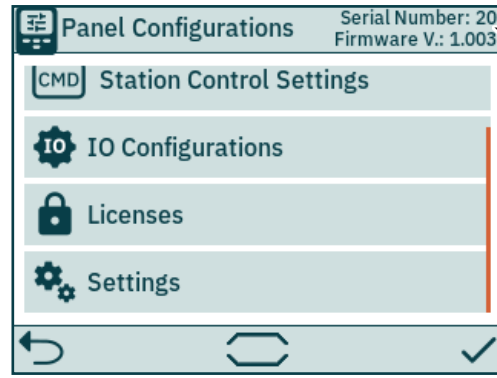 Panel Configurations
Serial Number: 20
Firmware V.: 1.003
CMD Station Control Settings
IO IO Configurations
Licenses
Settings